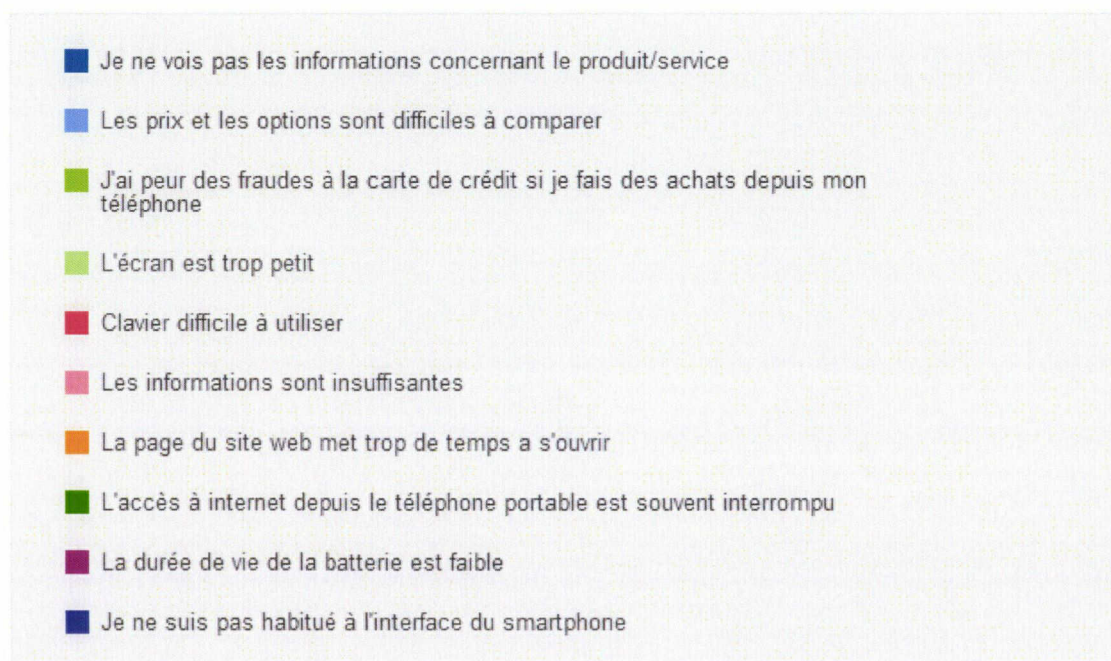 Je ne vois pas les informations concernant le produit/service
Les prix et les options sont difficiles à comparer
J'ai peur des fraudes à la carte de crédit si je fais des achats depuis mon
téléphone
L'écran est trop petit
Clavier difficile à utiliser
Les informations sont insuffisantes
La page du site web met trop de temps a s'ouvrir
L'accès à internet depuis le téléphone portable est souvent interrompu
La durée de vie de la batterie est faible
Je ne suis pas habitué à l'interface du smartphone